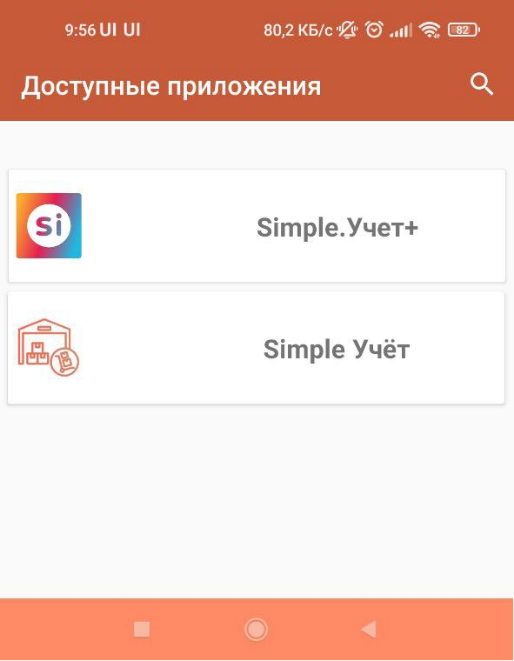 9:56 UI UI 80,2 КБ/с 82
Доступные приложения
Si
Simple.Учет+
Simple Учёт